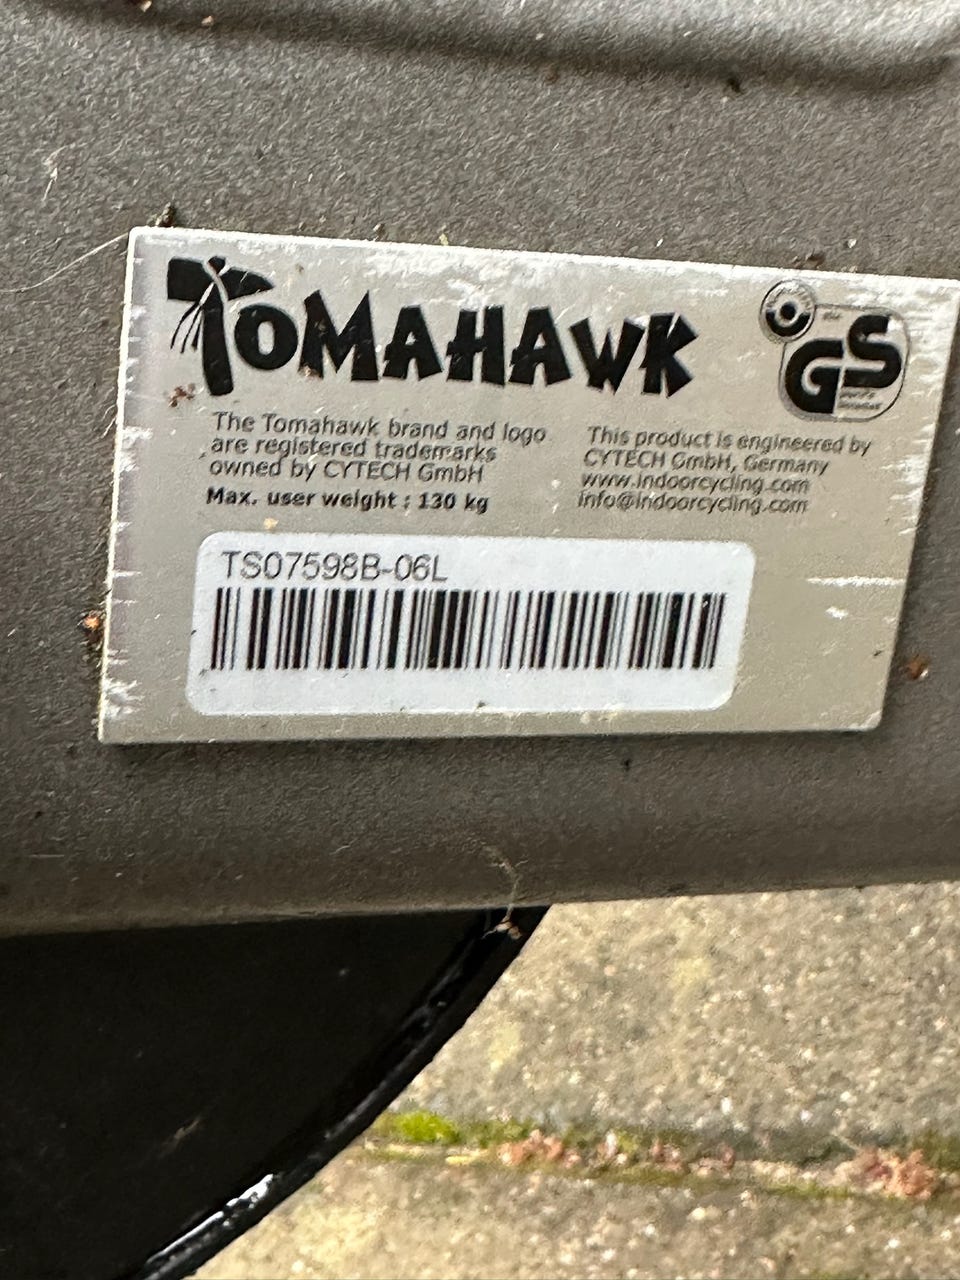 TOMAHAWK
GS
The Tomahawk brand and logo
are registered trademarks
owned by CYTECH GmbH
Max. user weight : 130 kg
This product is engineered by
CYTECH GmbH, Germany
www.indoorcycling.com
info@indoorcycling.com
TS07598B-06L